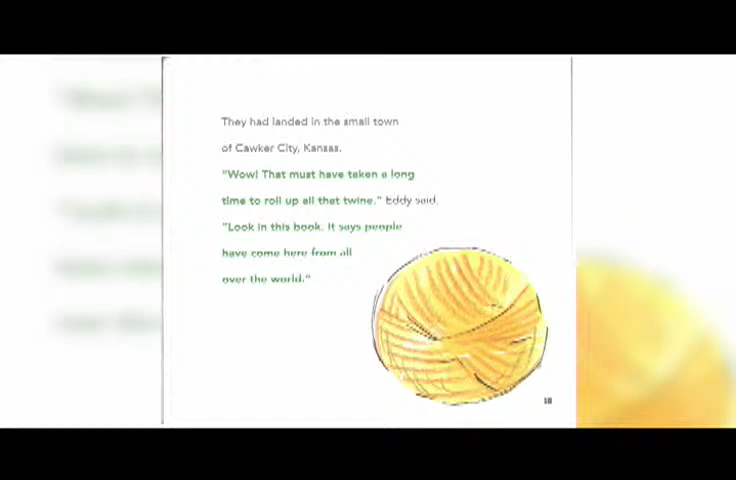 They had landed in the small town
of Cawker City, Kansas.
"Wow! That must have taken a long
time to roll up all that twine." Eddy said.
"Look in this book. It says people
have come here from all
over the world."
18